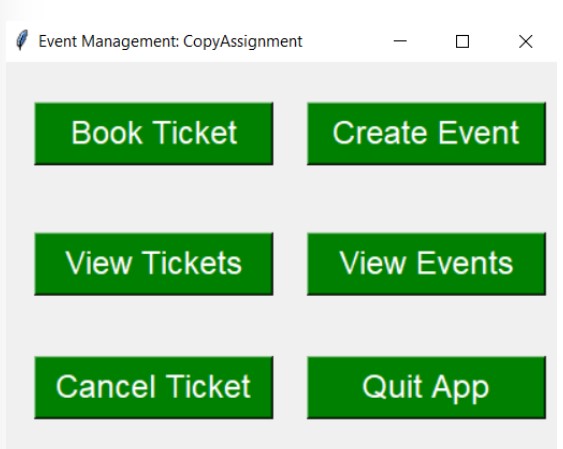 Event Management: CopyAssignment
Book Ticket
Create Event
View Tickets
View Events
Cancel Ticket
Quit App